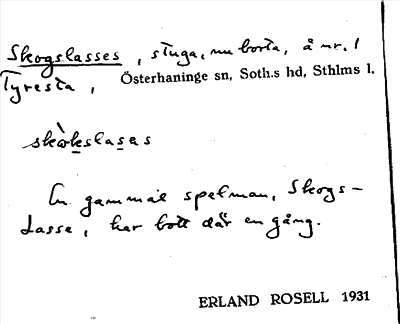 Skogslasses, stuga, nu borta, å nr. 1
Tyresta, Österhaninge sn, Soth.s hd, Sthlms l.
skòkslases
En gammal spelman, Skogs-
Lasse, har bott där en gång.
ERLAND ROSELL 1931